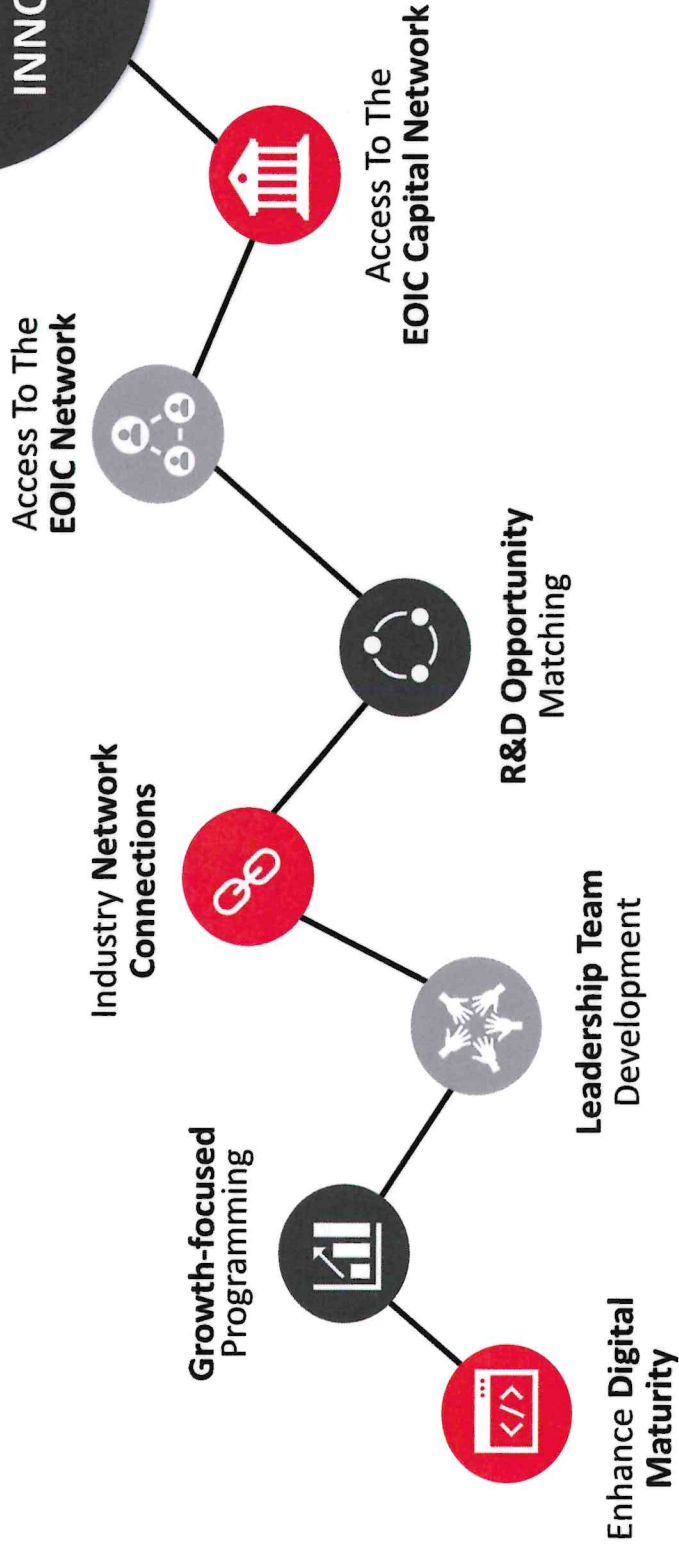 Enhance Digital
Maturity
Growth-focused
Programming
Leadership Team
Development
Industry Network
Connections
R&D Opportunity
Matching
Access To The
EOIC Network
Access To The
EOIC Capital Network